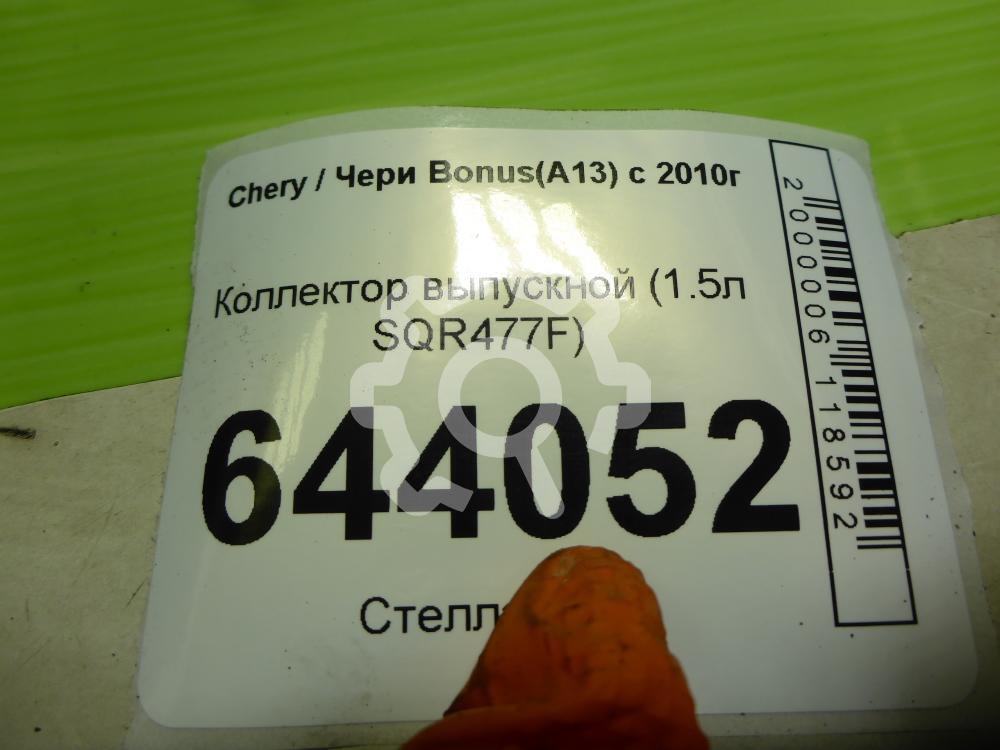 Chery / Чери Bonus(A13) с 2010г
Коллектор выпускной (1.5л
SQR477F)
644052
2000006118592